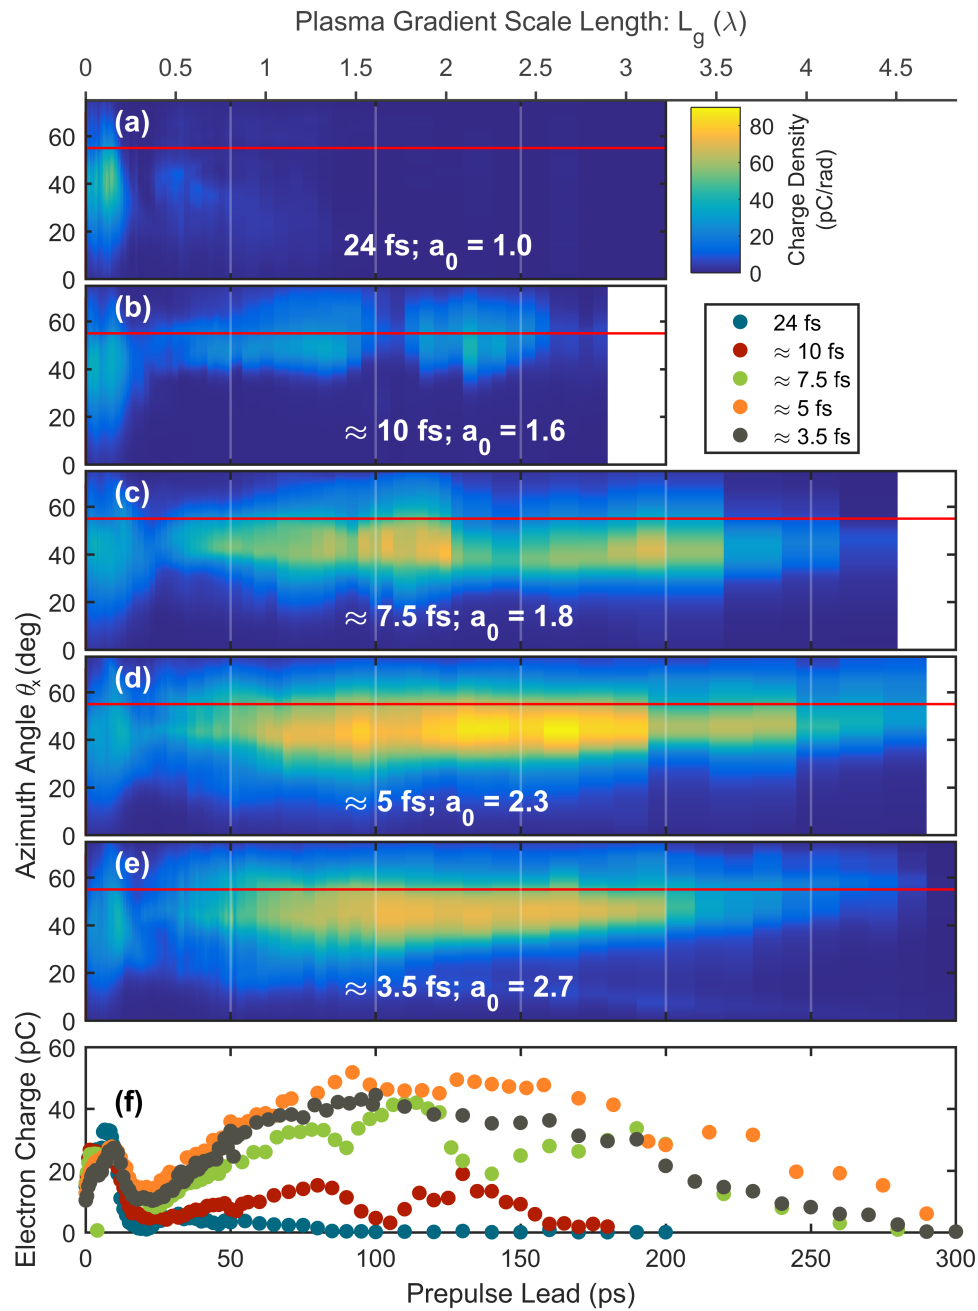 Plasma Gradient Scale Length: L_g (λ)
0 0.5 1 1.5 2 2.5 3 3.5 4 4.5
(a)
60
40
20
0
24 fs; a_0 = 1.0
80
60
40
20
0
Charge Density
(pC/rad)
(b)
60
40
20
0
≈ 10 fs; a_0 = 1.6
24 fs
≈ 10 fs
≈ 7.5 fs
≈ 5 fs
≈ 3.5 fs
(c)
60
40
20
0
≈ 7.5 fs; a_0 = 1.8
Azimuth Angle θ_x (deg)
(d)
60
40
20
0
≈ 5 fs; a_0 = 2.3
(e)
60
40
20
0
≈ 3.5 fs; a_0 = 2.7
Electron Charge (pC)
(f)
60
40
20
0
0 50 100 150 200 250 300
Prepulse Lead (ps)